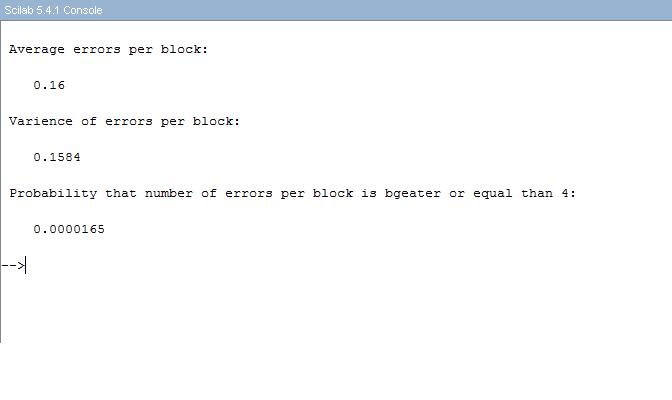 Scilab 5.4.1 Console
Average errors per block:
0.16
Varience of errors per block:
0.1584
Probability that number of errors per block is bgeater or equal than 4:
0.0000165
-->